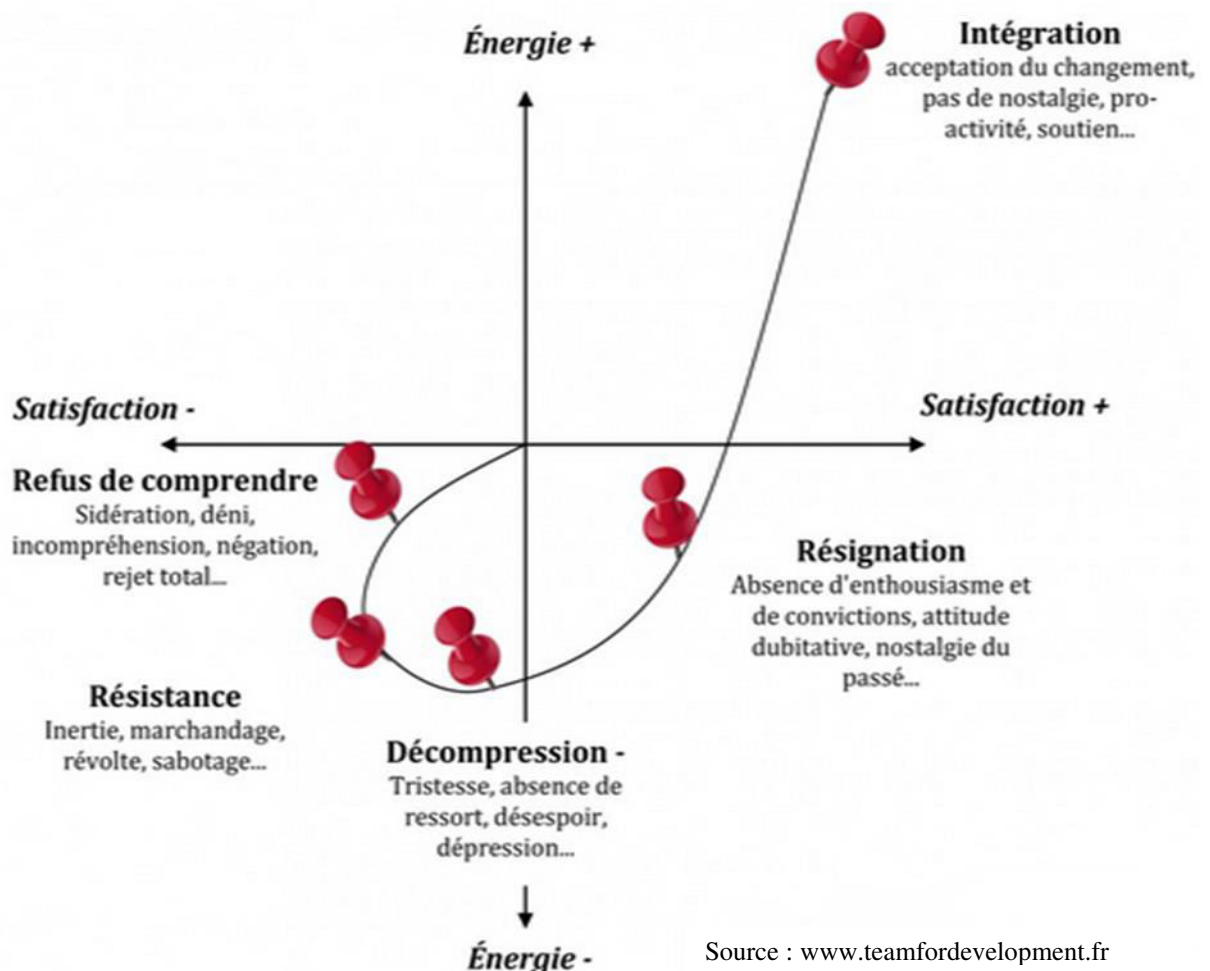 Énergie +
Intégration
acceptation du changement,
pas de nostalgie, pro-
activité, soutien...
Satisfaction -
Satisfaction +
Refus de comprendre
Sidération, déni,
incompréhension, négation,
rejet total...
Résignation
Absence d'enthousiasme et
de convictions, attitude
dubitative, nostalgie du
passé...
Résistance
Inertie, marchandage,
révolte, sabotage...
Décompression -
Tristesse, absence de
ressort, désespoir,
dépression...
Énergie -
Source : www.teamfordevelopment.fr